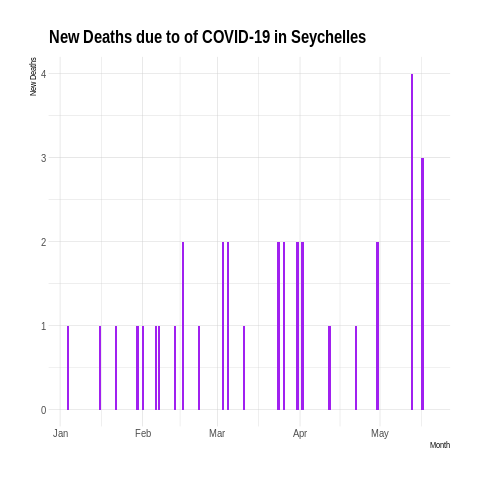 New Deaths due to of COVID-19 in Seychelles
New Deaths
4
3
2
1
0
Jan Feb Mar Apr May
Month